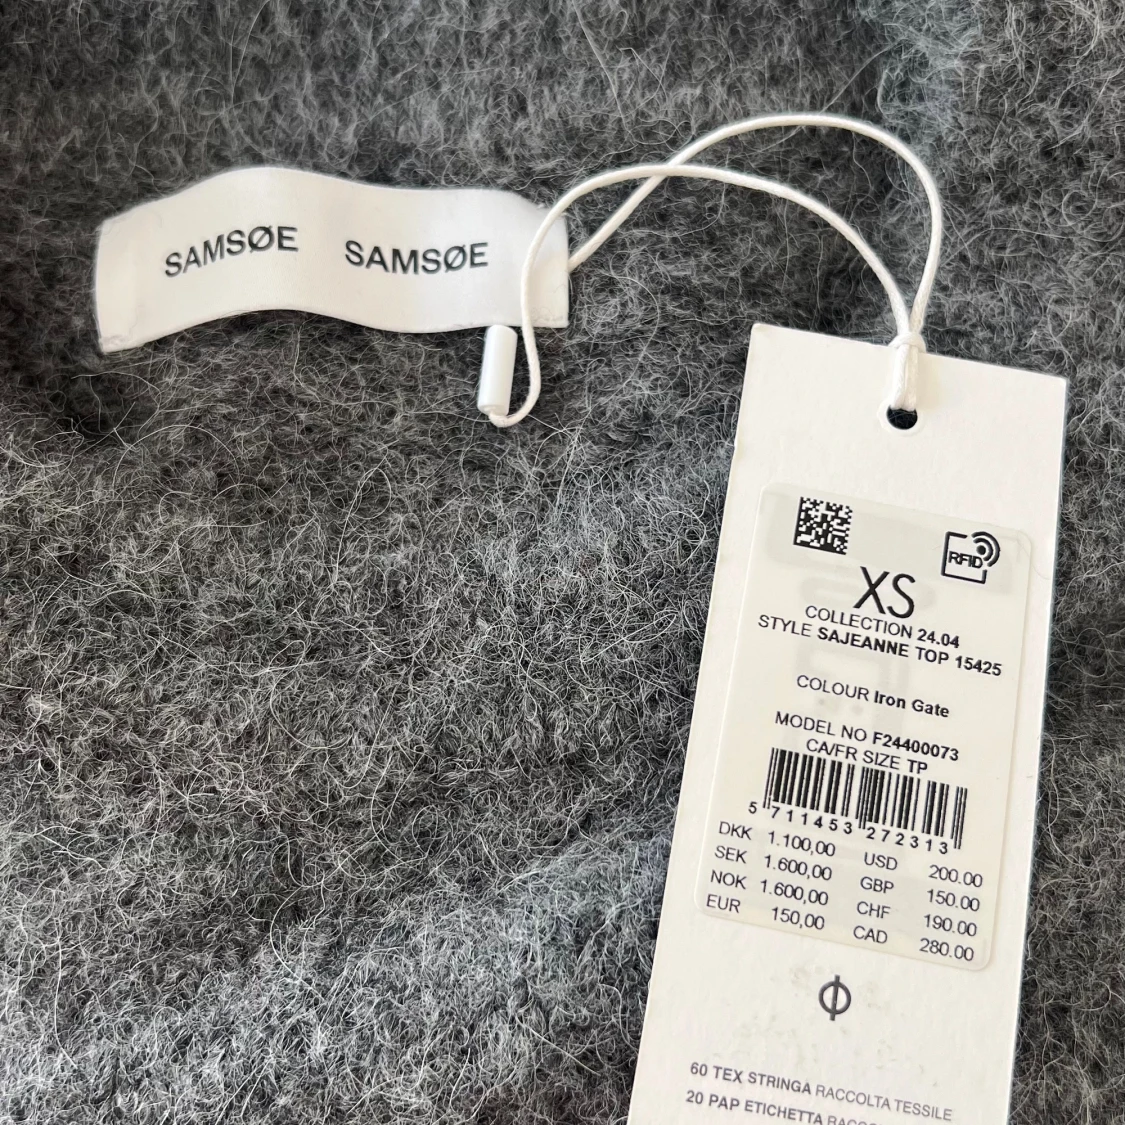 SAMSØE SAMSØE
RFID
XS
COLLECTION 24.04
STYLE SAJEANNE TOP 15425
COLOUR Iron Gate
MODEL NO F24400073
CA/FR SIZE TP
5 711453 272313
DKK 1.100,00 USD 200.00
SEK 1.600,00 GBP 150.00
NOK 1.600,00 CHF 190.00
EUR 150,00 CAD 280.00
60 TEX STRINGA RACCOLTA TESSILE
20 PAP ETICHETTA